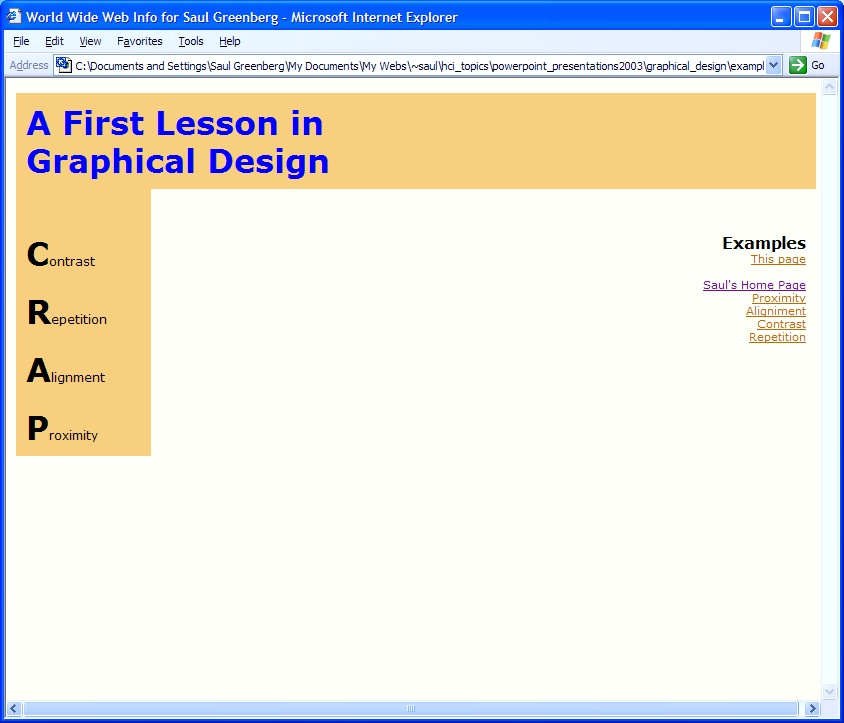 World Wide Web Info for Saul Greenberg - Microsoft Internet Explorer
File Edit View Favorites Tools Help
Address C:\Documents and Settings\Saul Greenberg\My Documents\My Webs\~saul\hci_topics\powerpoint_presentations2003\graphical_design\exampl Go
A First Lesson in
Graphical Design
Contrast
Repetition
Alignment
Proximity
Examples
This page
Saul's Home Page
Proximity
Aligniment
Contrast
Repetition